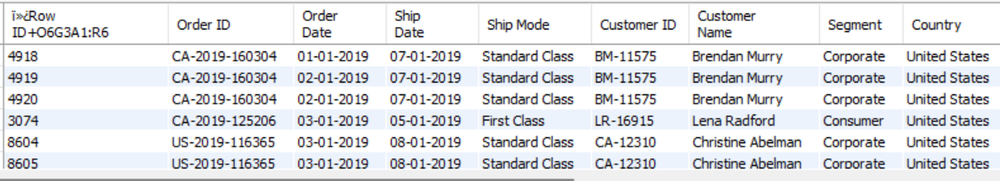 ï»¿Row ID+O6G3A1:R6 Order ID Order Date Ship Date Ship Mode Customer ID Customer Name Segment Country
4918 CA-2019-160304 01-01-2019 07-01-2019 Standard Class BM-11575 Brendan Murry Corporate United States
4919 CA-2019-160304 02-01-2019 07-01-2019 Standard Class BM-11575 Brendan Murry Corporate United States
4920 CA-2019-160304 02-01-2019 07-01-2019 Standard Class BM-11575 Brendan Murry Corporate United States
3074 CA-2019-125206 03-01-2019 05-01-2019 First Class LR-16915 Lena Radford Consumer United States
8604 US-2019-116365 03-01-2019 08-01-2019 Standard Class CA-12310 Christine Abelman Corporate United States
8605 US-2019-116365 03-01-2019 08-01-2019 Standard Class CA-12310 Christine Abelman Corporate United States